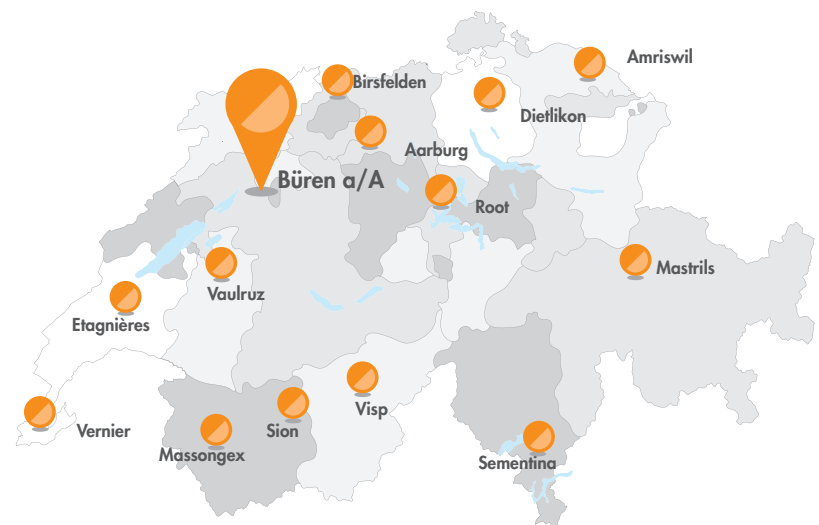 Amriswil
Birsfelden
Dietlikon
Aarburg
Büren a/A
Root
Mastrils
Vaulruz
Etagnières
Visp
Vernier
Sion
Massongex
Sementina